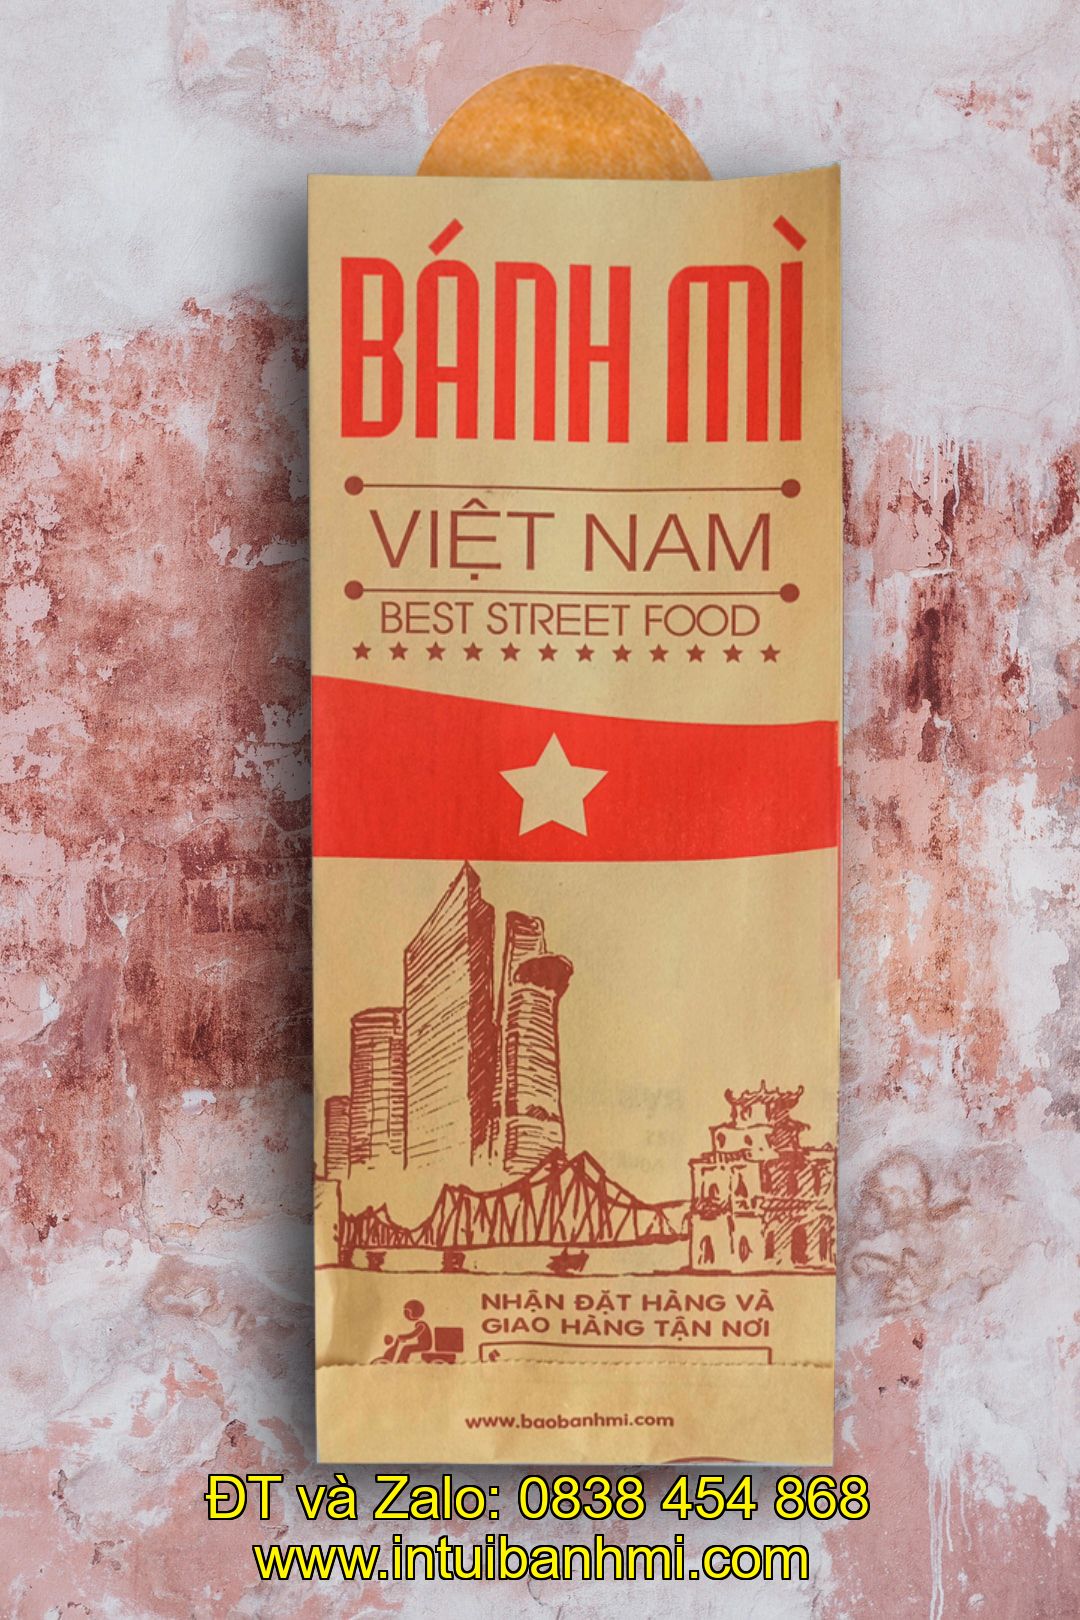 BÁNH MÌ
VIỆT NAM
BEST STREET FOOD
NHẬN ĐẶT HÀNG VÀ
GIAO HÀNG TẬN NƠI
www.baobanhmi.com
ĐT và Zalo: 0838 454 868
www.intuibanhmi.com